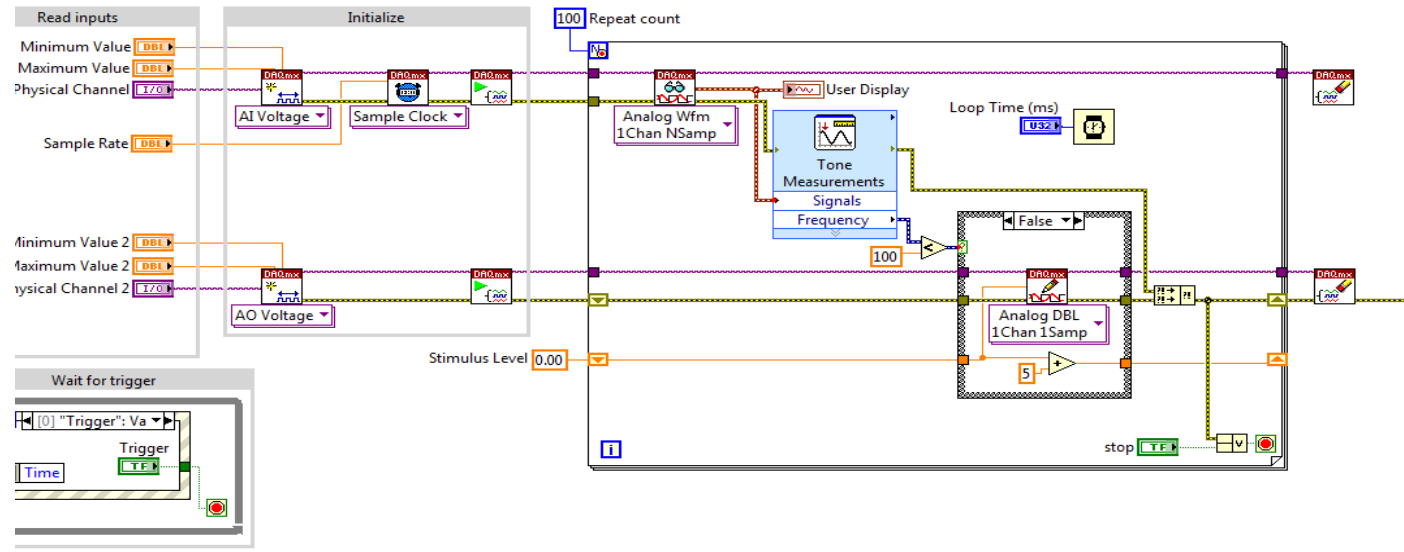 Read inputs
Initialize
100 Repeat count
N
Minimum Value DBL
Maximum Value DBL
Physical Channel I/O
Sample Rate DBL
DAQmx
DAQmx
DAQmx
DAQmx
DAQmx
AI Voltage
Sample Clock
Analog Wfm
1Chan NSamp
User Display
Loop Time (ms)
U32
Tone
Measurements
Signals
Frequency
100
<
?
False
Minimum Value 2 DBL
Maximum Value 2 DBL
ysical Channel 2 I/O
DAQmx
DAQmx
DAQmx
DAQmx
AO Voltage
Analog DBL
1Chan 1Samp
?!
?!
?!
Stimulus Level 0.00
5
+
i
stop TF
V
Wait for trigger
[0] "Trigger": Va
Trigger
TF
Time